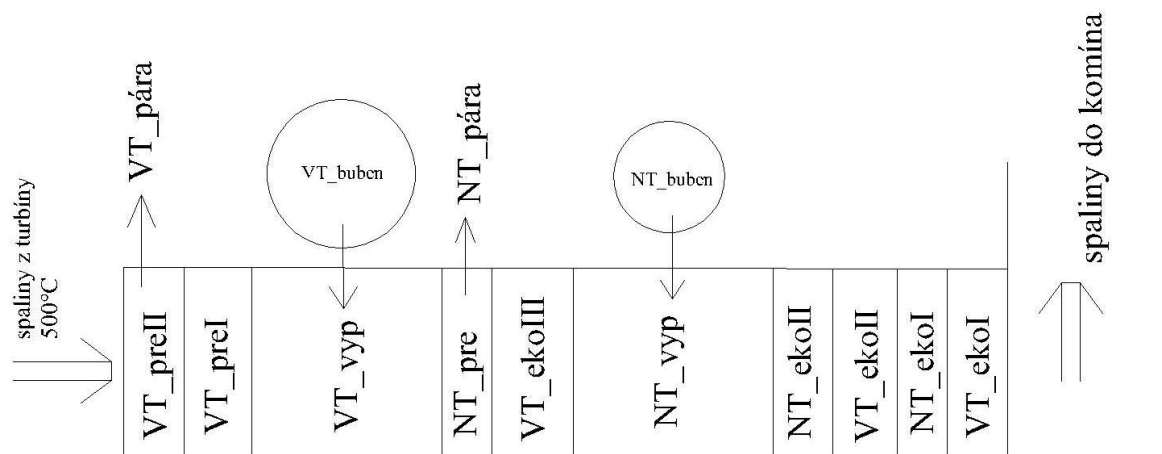 spaliny z turbíny
500°C
VT_pára
VT_buben
NT_pára
NT_buben
spaliny do komína
VT_preII
VT_preI
VT_vyp
NT_pre
VT_ekoIII
NT_vyp
NT_ekoII
VT_ekoII
NT_ekoI
VT_ekoI